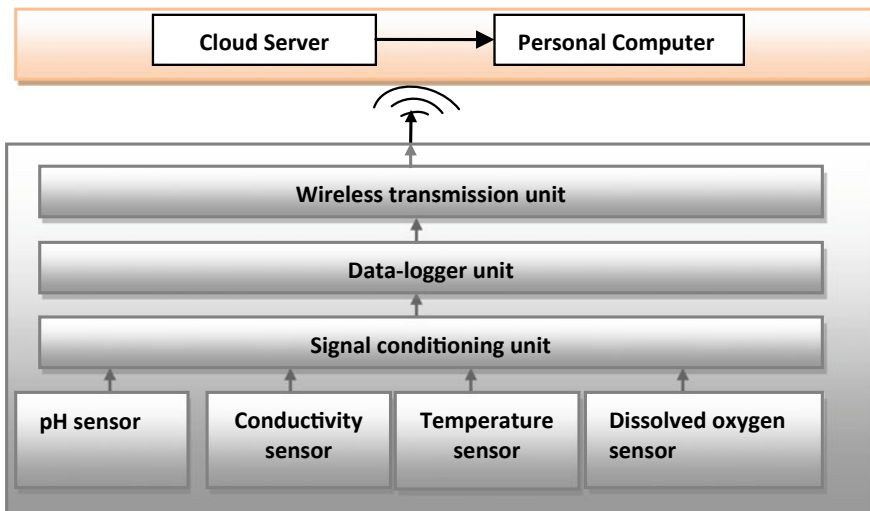 Cloud Server
Personal Computer
Wireless transmission unit
Data-logger unit
Signal conditioning unit
pH sensor
Conductivity
sensor
Temperature
sensor
Dissolved oxygen
sensor